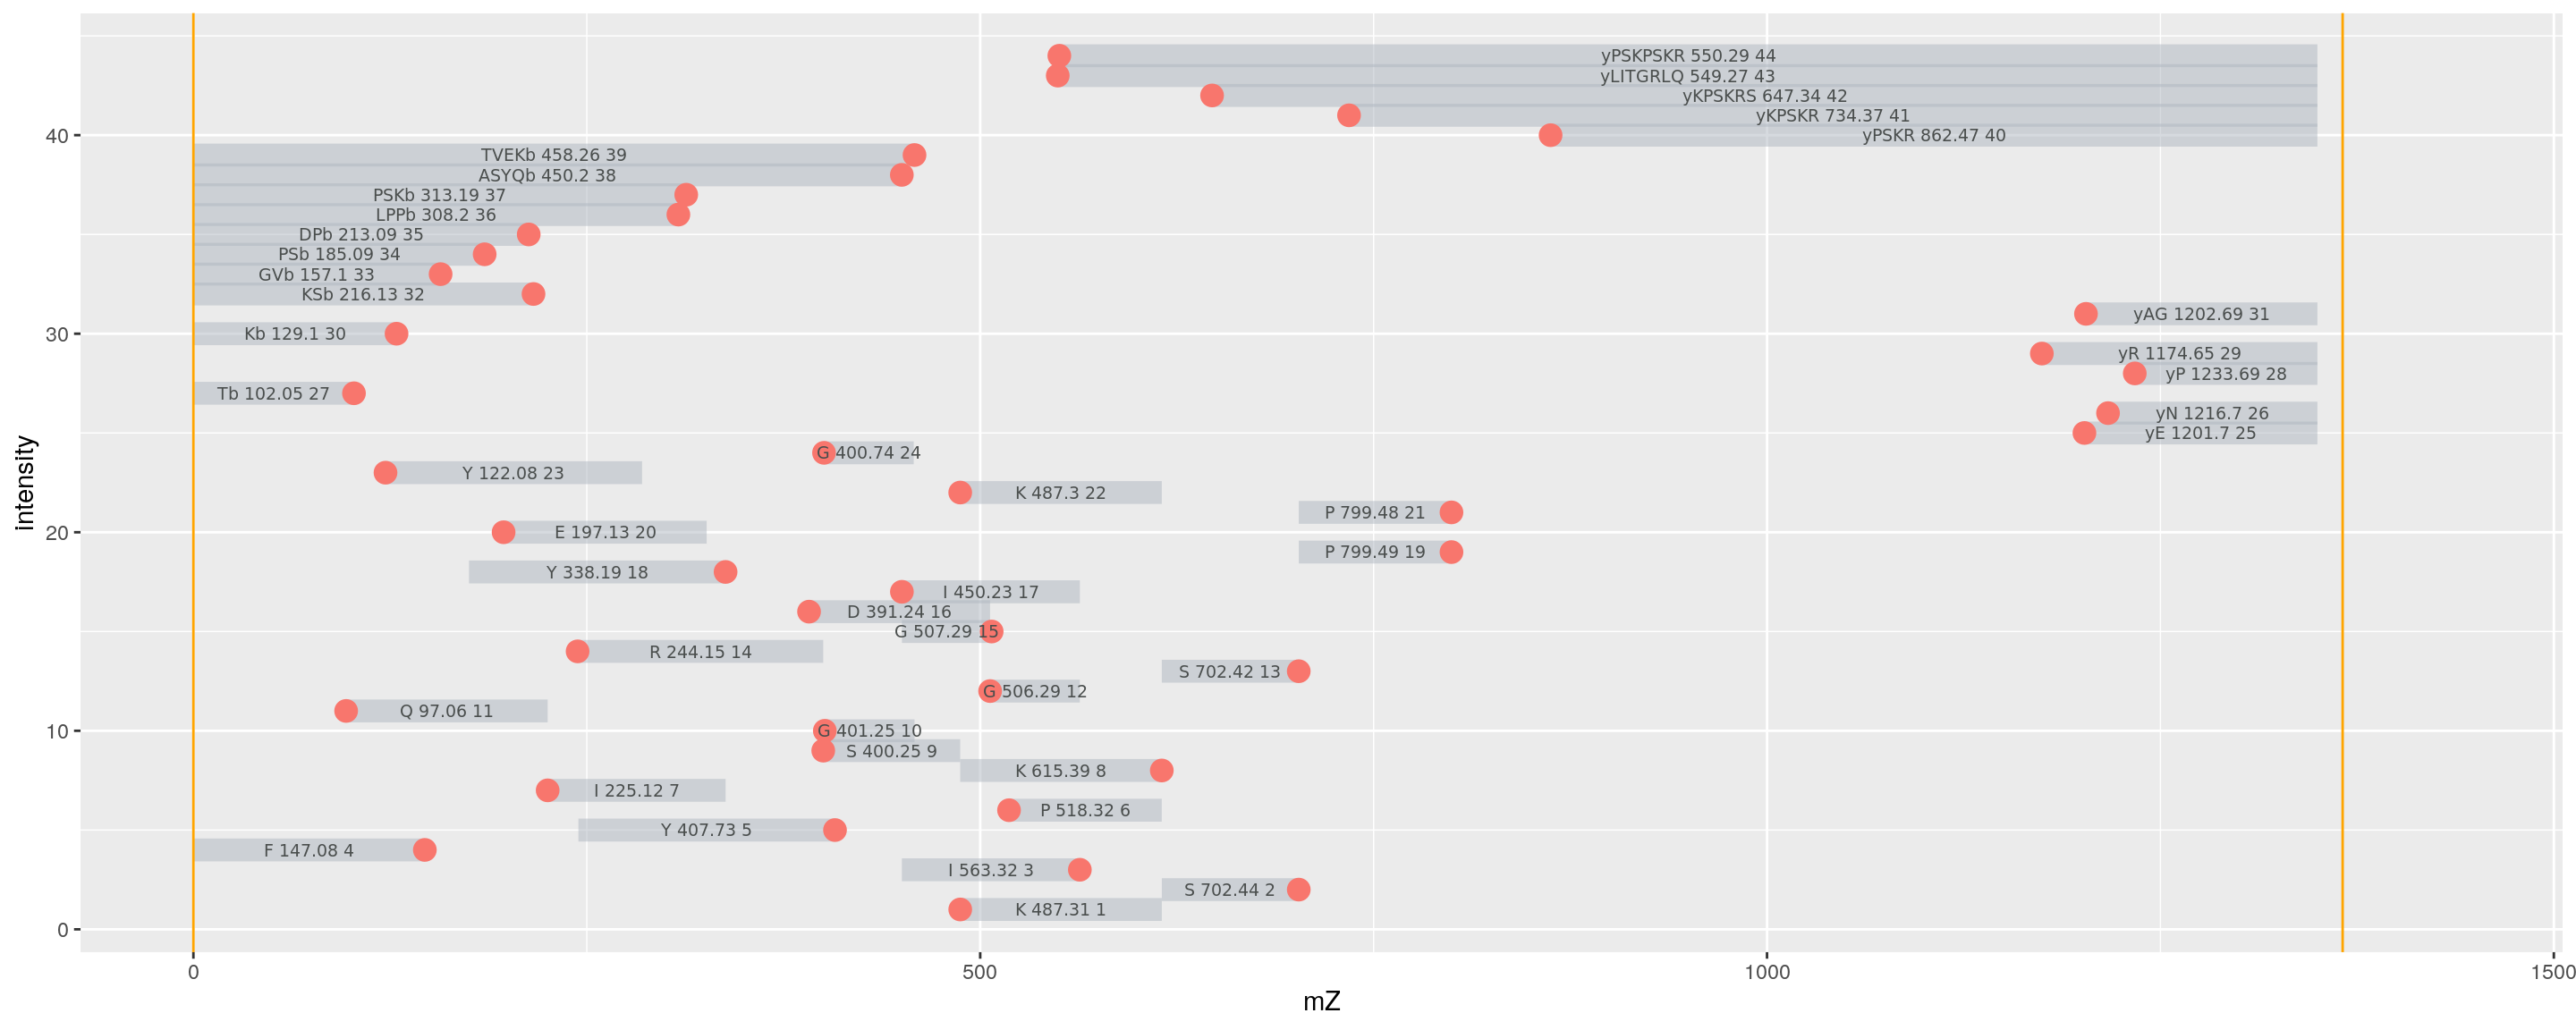 yPSKPSKR 550.29 44
yLITGRLQ 549.27 43
yKPSKRS 647.34 42
yKPSKR 734.37 41
40
yPSKR 862.47 40
TVEKb 458.26 39
ASYQb 450.2 38
PSKb 313.19 37
LPPb 308.2 36
DPb 213.09 35
PSb 185.09 34
GVb 157.1 33
KSb 216.13 32
yAG 1202.69 31
30
Kb 129.1 30
yR 1174.65 29
yP 1233.69 28
Tb 102.05 27
yN 1216.7 26
yE 1201.7 25
G 400.74 24
Y 122.08 23
K 487.3 22
P 799.48 21
20
E 197.13 20
P 799.49 19
Y 338.19 18
I 450.23 17
D 391.24 16
G 507.29 15
R 244.15 14
S 702.42 13
G 506.29 12
Q 97.06 11
10
G 401.25 10
S 400.25 9
K 615.39 8
I 225.12 7
P 518.32 6
Y 407.73 5
F 147.08 4
I 563.32 3
S 702.44 2
K 487.31 1
0
intensity
0 500 1000 1500
mZ